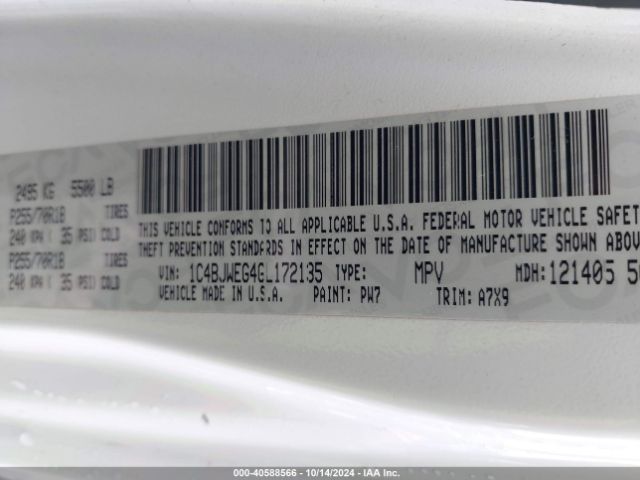 2495 KG 5500 LB
P255/70R18 TIRES
240 KPA ( 35 PSI) COLD
P255/70R18 TIRES
240 KPA ( 35 PSI) COLD
THIS VEHICLE CONFORMS TO ALL APPLICABLE U.S.A. FEDERAL MOTOR VEHICLE SAFET
THEFT PREVENTION STANDARDS IN EFFECT ON THE DATE OF MANUFACTURE SHOWN ABOV
VIN: 1C4BJWEG4GL172135 TYPE: MPV MDH: 121405 5
VEHICLE MADE IN U.S.A. PAINT: PW7 TRIM: A7X9
000-40588566 - 10/14/2024 - IAA Inc.